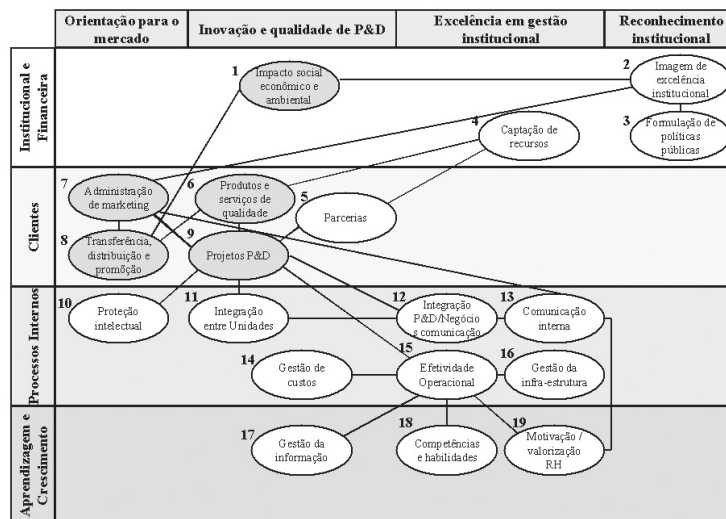 Orientação para o
mercado
Inovação e qualidade de P&D
Excelência em gestão
institucional
Reconhecimento
institucional
Institucional e
Financeira
1
Impacto social
econômico e
ambiental
2
Imagem de
excelência
institucional
3
Formulação de
políticas
públicas
4
Captação de
recursos
Clientes
7
Administração
de marketing
6
Produtos e
serviços de
qualidade
5
Parcerias
8
Transferência,
distribuição e
promõção
9
Projetos P&D
Processos Internos
10
Proteção
intelectual
11
Integração
entre Unidades
12
Integração
P&D/Negócio
s comunicação
13
Comunicação
interna
14
Gestão de
custos
15
Efetividade
Operacional
16
Gestão da
infra-estrutura
Aprendizagem e
Crescimento
17
Gestão da
informação
18
Competências
e habilidades
19
Motivação /
valorização
RH